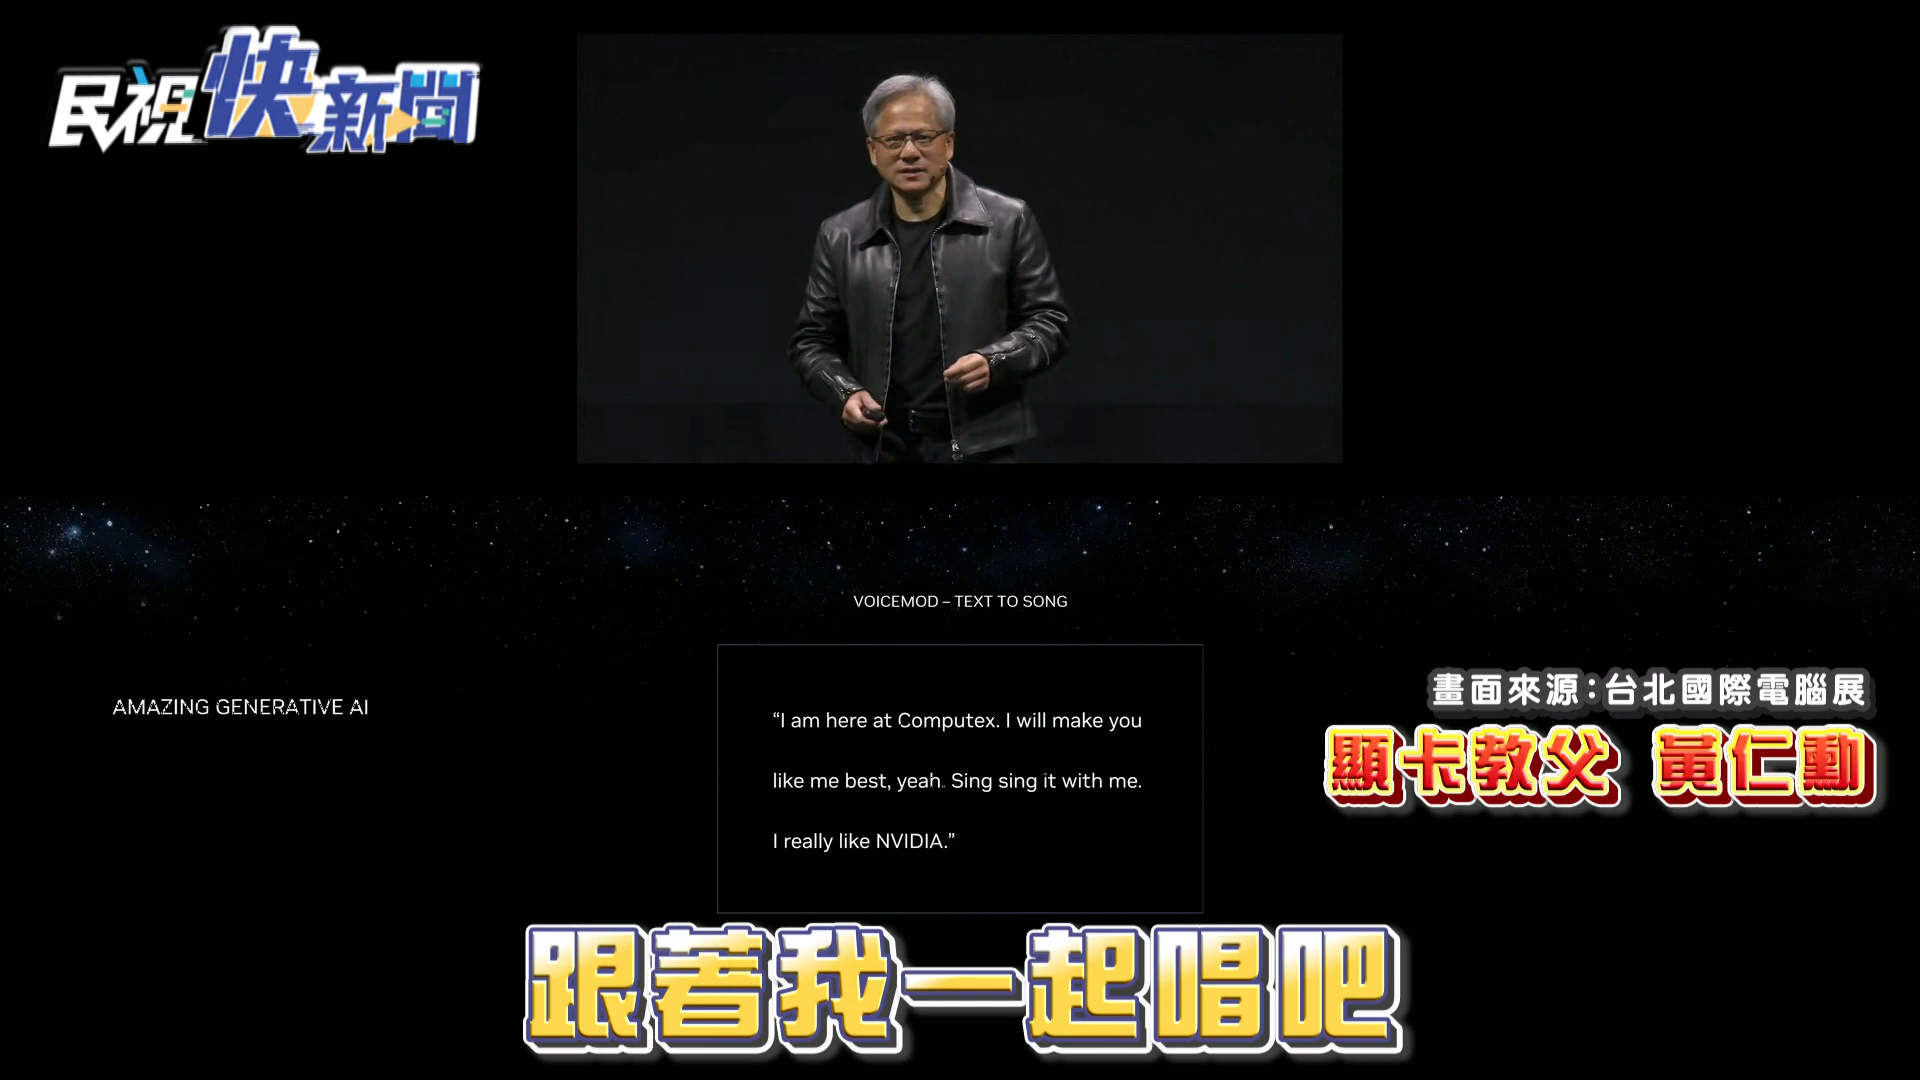 民視快新聞
VOICEMOD – TEXT TO SONG
AMAZING GENERATIVE AI
“I am here at Computex. I will make you
like me best, yeah. Sing sing it with me.
I really like NVIDIA.”
畫面來源：台北國際電腦展
顯卡教父 黃仁勳
跟著我一起唱吧